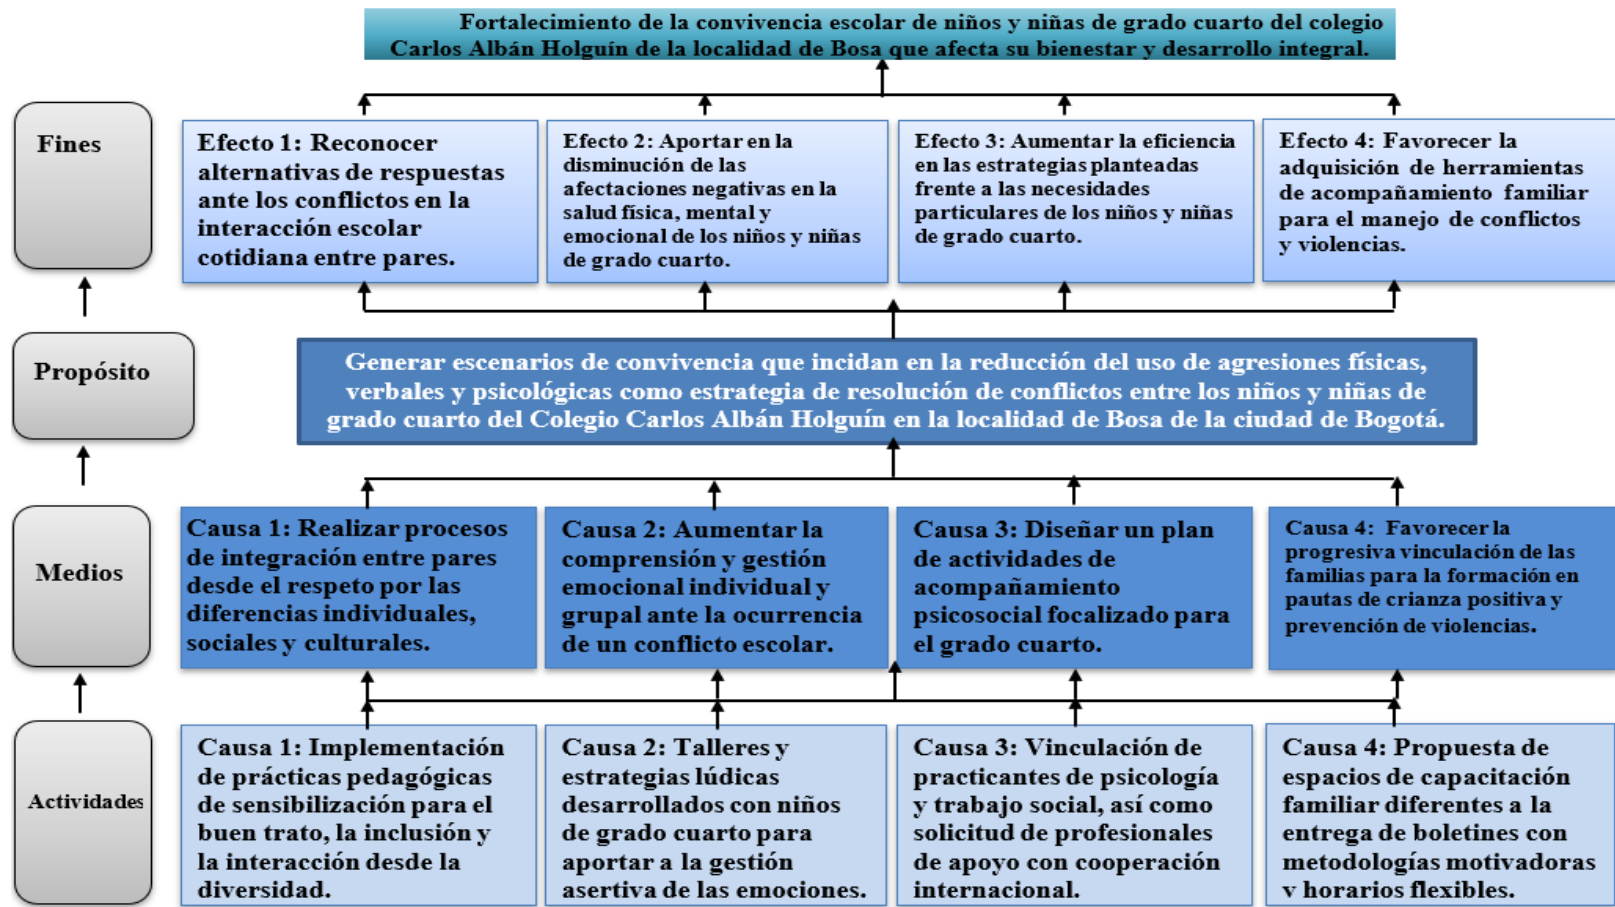 Fortalecimiento de la convivencia escolar de niños y niñas de grado cuarto del colegio
Carlos Albán Holguín de la localidad de Bosa que afecta su bienestar y desarrollo integral.
Fines
Efecto 1: Reconocer
alternativas de respuestas
ante los conflictos en la
interacción escolar
cotidiana entre pares.
Efecto 2: Aportar en la
disminución de las
afectaciones negativas en la
salud física, mental y
emocional de los niños y niñas
de grado cuarto.
Efecto 3: Aumentar la eficiencia
en las estrategias planteadas
frente a las necesidades
particulares de los niños y niñas
de grado cuarto.
Efecto 4: Favorecer la
adquisición de herramientas
de acompañamiento familiar
para el manejo de conflictos
y violencias.
Propósito
Generar escenarios de convivencia que incidan en la reducción del uso de agresiones físicas,
verbales y psicológicas como estrategia de resolución de conflictos entre los niños y niñas de
grado cuarto del Colegio Carlos Albán Holguín en la localidad de Bosa de la ciudad de Bogotá.
Medios
Causa 1: Realizar procesos
de integración entre pares
desde el respeto por las
diferencias individuales,
sociales y culturales.
Causa 2: Aumentar la
comprensión y gestión
emocional individual y
grupal ante la ocurrencia
de un conflicto escolar.
Causa 3: Diseñar un plan
de actividades de
acompañamiento
psicosocial focalizado para
el grado cuarto.
Causa 4: Favorecer la
progresiva vinculación de las
familias para la formación en
pautas de crianza positiva y
prevención de violencias.
Actividades
Causa 1: Implementación
de prácticas pedagógicas
de sensibilización para el
buen trato, la inclusión y
la interacción desde la
diversidad.
Causa 2: Talleres y
estrategias lúdicas
desarrollados con niños
de grado cuarto para
aportar a la gestión
asertiva de las emociones.
Causa 3: Vinculación de
practicantes de psicología
y trabajo social, así como
solicitud de profesionales
de apoyo con cooperación
internacional.
Causa 4: Propuesta de
espacios de capacitación
familiar diferentes a la
entrega de boletines con
metodologías motivadoras
y horarios flexibles.